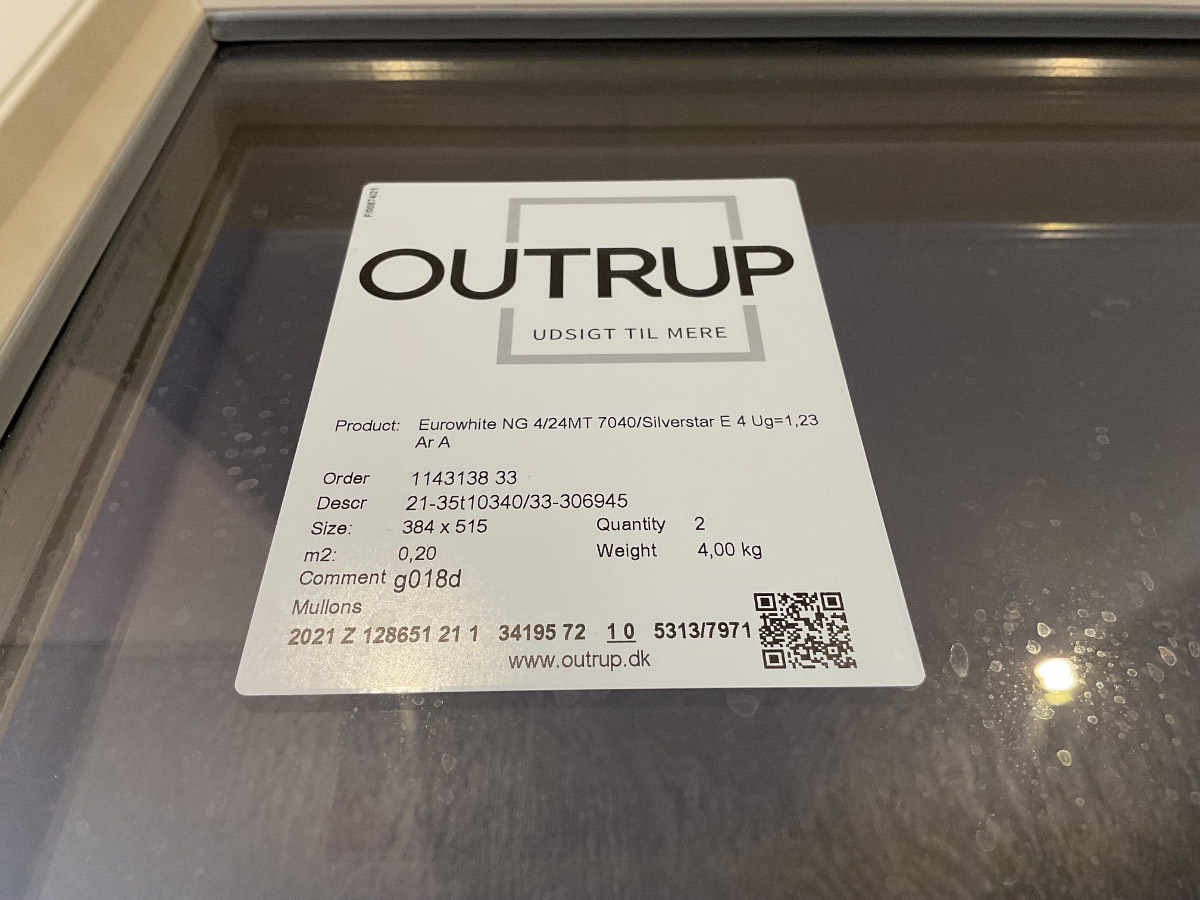 F/0087/421
OUTRUP
UDSIGT TIL MERE
Product: Eurowhite NG 4/24MT 7040/Silverstar E 4 Ug=1,23
Ar A
Order 1143138 33
Descr 21-35t10340/33-306945
Size: 384 x 515 Quantity 2
m2: 0,20 Weight 4,00 kg
Comment g018d
Mullons
2021 Z 128651 21 1 34195 72 1 0 5313/7971
www.outrup.dk